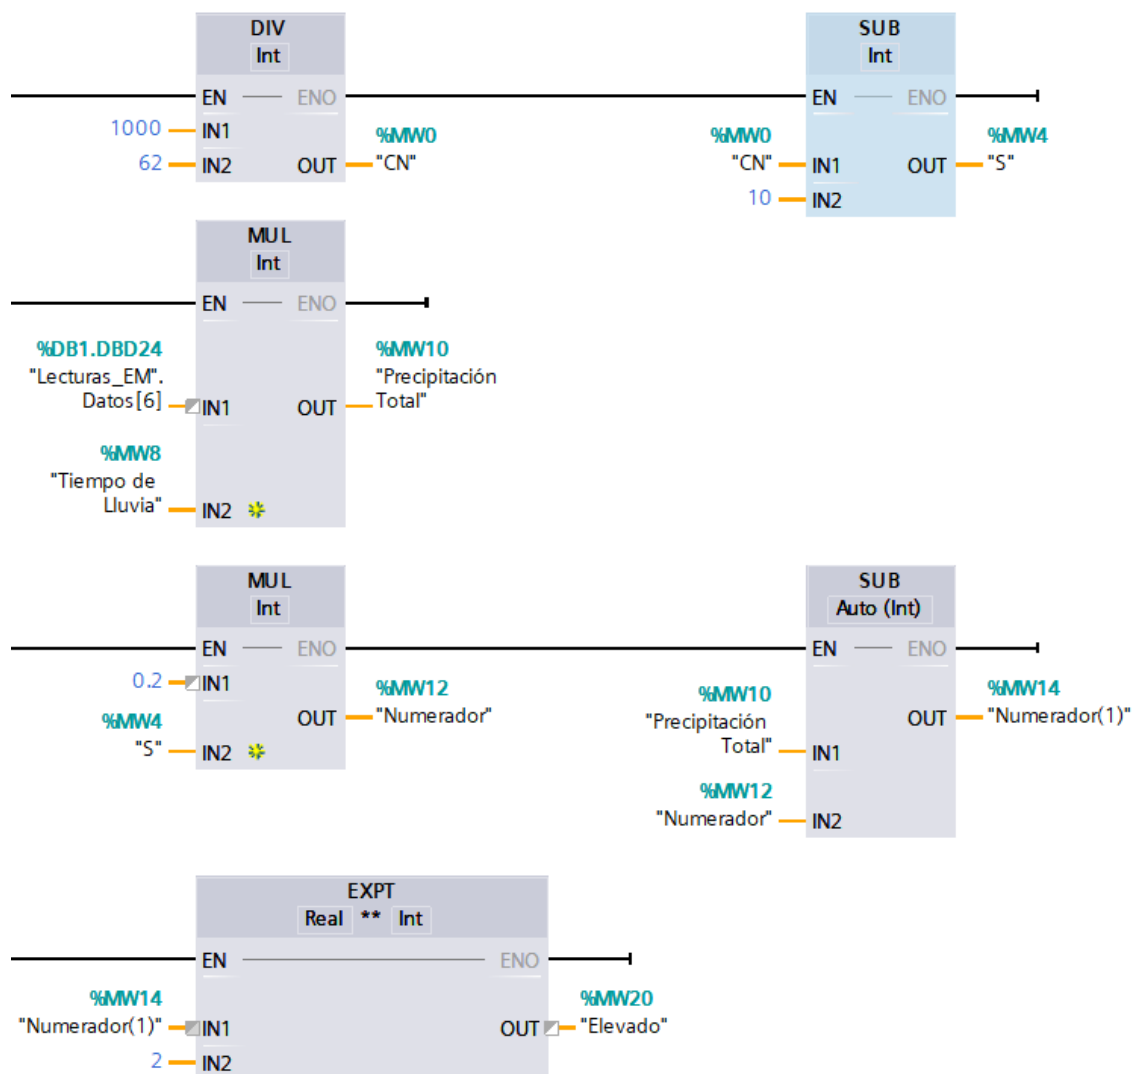 DIV
Int
EN ENO
1000 IN1
%MW0
62 IN2 OUT "CN"
SUB
Int
EN ENO
%MW0 %MW4
"CN" IN1 OUT "S"
10 IN2
MUL
Int
EN ENO
%DB1.DBD24 %MW10
"Lecturas_EM". "Precipitación
Datos[6] IN1 OUT Total"
%MW8
"Tiempo de
Lluvia" IN2
MUL
Int
EN ENO
0.2 IN1
%MW12
OUT "Numerador"
%MW4
"S" IN2
SUB
Auto (Int)
EN ENO
%MW10 %MW14
"Precipitación OUT "Numerador(1)"
Total" IN1
%MW12
"Numerador" IN2
EXPT
Real ** Int
EN ENO
%MW14 %MW20
"Numerador(1)" IN1 OUT "Elevado"
2 IN2